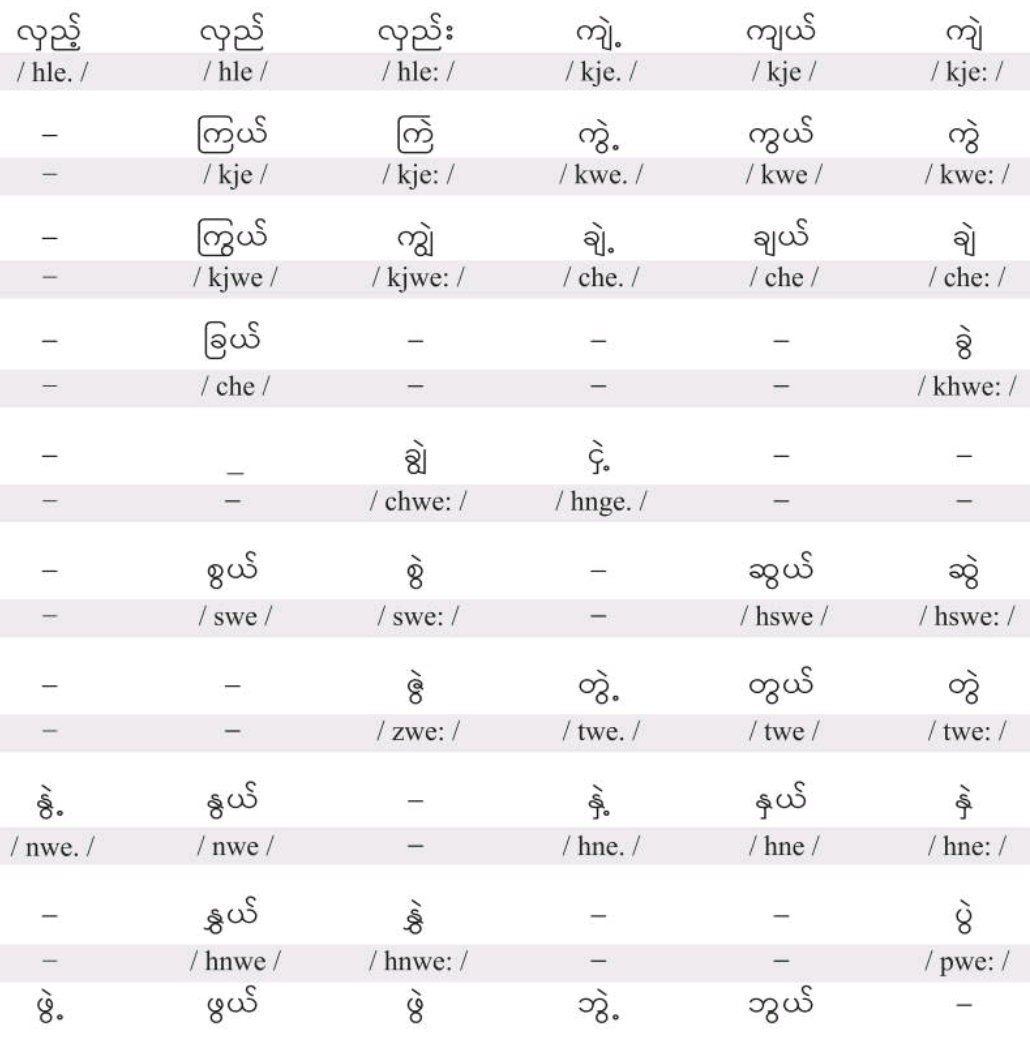 လှည့် လှည် လှည်း ကျဲ့ ကျယ် ကျဲ
/ hle. / / hle / / hle: / / kje. / / kje / / kje: /
– ကြယ် ကြဲ ကွဲ့ ကွယ် ကွဲ
– / kje / / kje: / / kwe. / / kwe / / kwe: /
– ကြွယ် ကျွဲ ချဲ့ ချယ် ချဲ
– / kjwe / / kjwe: / / che. / / che / / che: /
– ခြယ် – – – ခွဲ
– / che / – – – / khwe: /
– _ ချွဲ ငှဲ့ – –
– – / chwe: / / hnge. / – –
– စွယ် စွဲ – ဆွယ် ဆွဲ
– / swe / / swe: / – / hswe / / hswe: /
– – ဇွဲ တွဲ့ တွယ် တွဲ
– – / zwe: / / twe. / / twe / / twe: /
နွဲ့ နွယ် – နှဲ့ နှယ် နှဲ
/ nwe. / / nwe / – / hne. / / hne / / hne: /
– နွှယ် နွှဲ – – ပွဲ
– / hnwe / / hnwe: / – – / pwe: /
ဖွဲ့ ဖွယ် ဖွဲ ဘွဲ့ ဘွယ် –